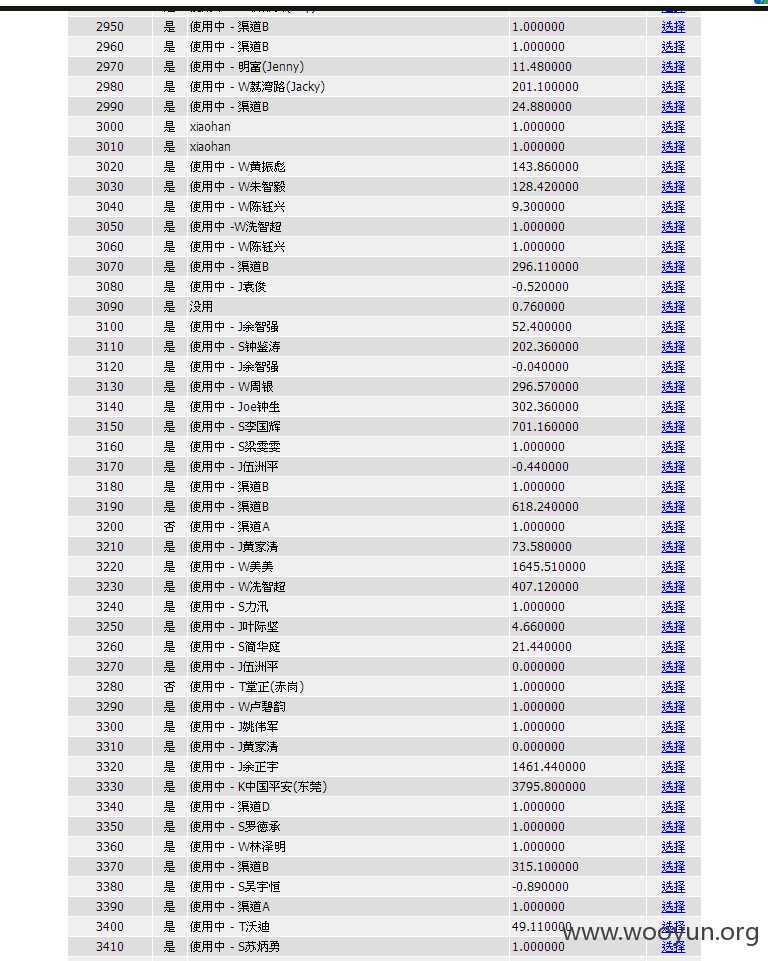 2950 是 使用中 - 渠道B 1.000000 选择
2960 是 使用中 - 渠道B 1.000000 选择
2970 是 使用中 - 明富(Jenny) 11.480000 选择
2980 是 使用中 - W荔湾路(Jacky) 201.100000 选择
2990 是 使用中 - 渠道B 24.880000 选择
3000 是 xiaohan 1.000000 选择
3010 是 xiaohan 1.000000 选择
3020 是 使用中 - W黄振彪 143.860000 选择
3030 是 使用中 - W朱智毅 128.420000 选择
3040 是 使用中 - W陈钰兴 9.300000 选择
3050 是 使用中 -W冼智超 1.000000 选择
3060 是 使用中 - W陈钰兴 1.000000 选择
3070 是 使用中 - 渠道B 296.110000 选择
3080 是 使用中 - J袁俊 -0.520000 选择
3090 是 没用 0.760000 选择
3100 是 使用中 - J余智强 52.400000 选择
3110 是 使用中 - S钟鉴涛 202.360000 选择
3120 是 使用中 - J余智强 -0.040000 选择
3130 是 使用中 - W周银 296.570000 选择
3140 是 使用中 - Joe钟生 302.360000 选择
3150 是 使用中 - S李国辉 701.160000 选择
3160 是 使用中 - S梁雯雯 1.000000 选择
3170 是 使用中 - J伍洲平 -0.440000 选择
3180 是 使用中 - 渠道B 1.000000 选择
3190 是 使用中 - 渠道B 618.240000 选择
3200 否 使用中 - 渠道A 1.000000 选择
3210 是 使用中 - J黄家清 73.580000 选择
3220 是 使用中 - W美美 1645.510000 选择
3230 是 使用中 - W冼智超 407.120000 选择
3240 是 使用中 - S力汛 1.000000 选择
3250 是 使用中 - J叶际坚 4.660000 选择
3260 是 使用中 - S简华庭 21.440000 选择
3270 是 使用中 - J伍洲平 0.000000 选择
3280 否 使用中 - T堂正(赤岗) 1.000000 选择
3290 是 使用中 - W卢碧韵 1.000000 选择
3300 是 使用中 - J姚伟军 1.000000 选择
3310 是 使用中 - J黄家清 0.000000 选择
3320 是 使用中 - J余正宇 1461.440000 选择
3330 是 使用中 - K中国平安(东莞) 3795.800000 选择
3340 是 使用中 - 渠道D 1.000000 选择
3350 是 使用中 - S罗德承 1.000000 选择
3360 是 使用中 - W林泽明 1.000000 选择
3370 是 使用中 - 渠道B 315.100000 选择
3380 是 使用中 - S吴宇恒 -0.890000 选择
3390 是 使用中 - 渠道A 1.000000 选择
3400 是 使用中 - T沃迪 49.110000 选择
www.wooyun.org
3410 是 使用中 - S苏炳勇 1.000000 选择